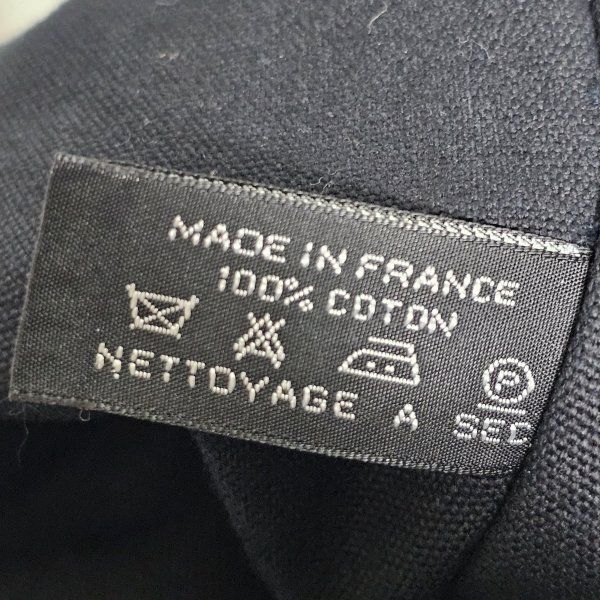 MADE IN FRANCE
100% COTON
P
NETTOYAGE A SEC